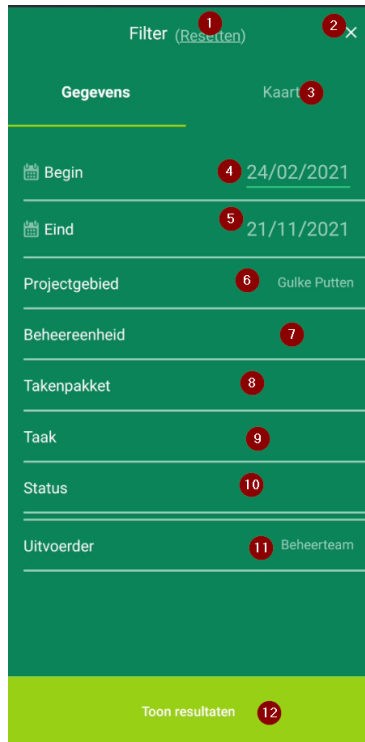 Filter (Resetten)
1
2
×
Gegevens
Kaart
3
Begin
4
24/02/2021
Eind
5
21/11/2021
Projectgebied
6
Gulke Putten
Beheereenheid
7
Takenpakket
8
Taak
9
Status
10
Uitvoerder
11
Beheerteam
Toon resultaten
12